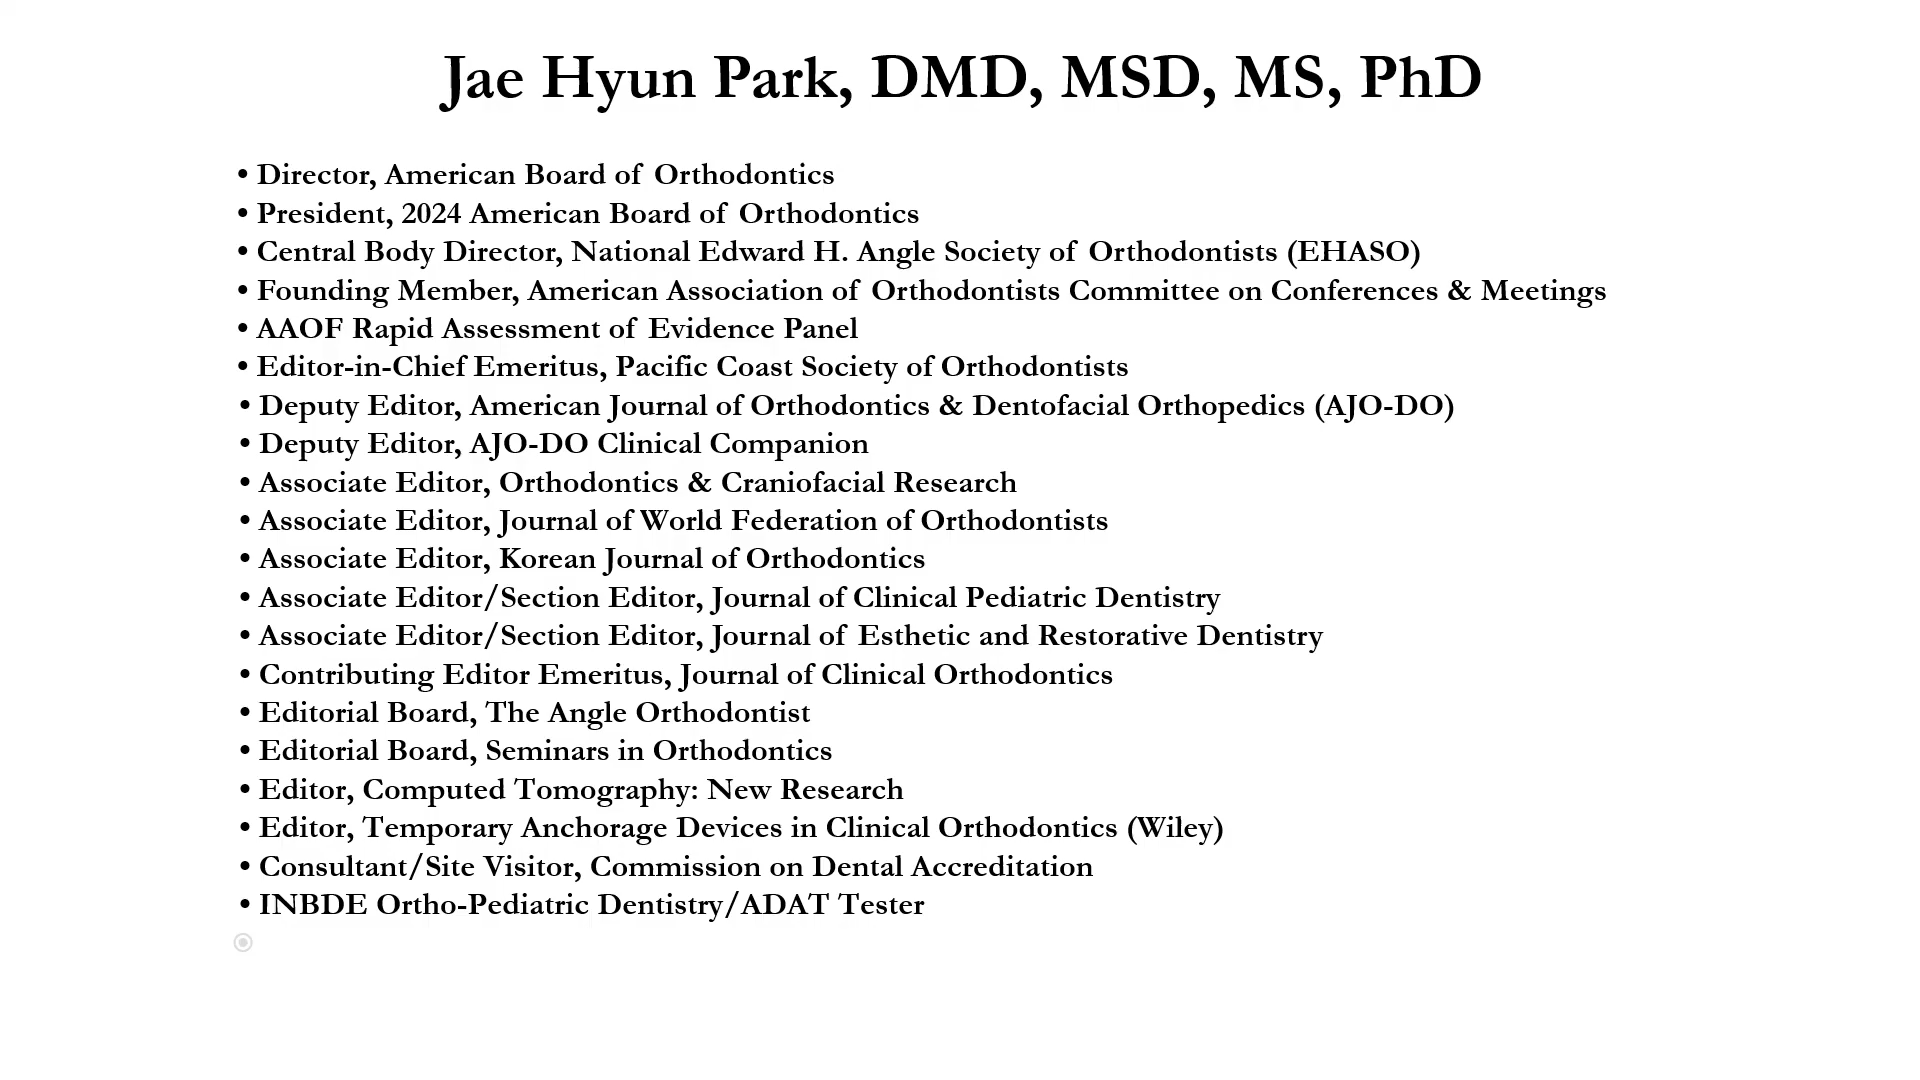 Jae Hyun Park, DMD, MSD, MS, PhD
• Director, American Board of Orthodontics
• President, 2024 American Board of Orthodontics
• Central Body Director, National Edward H. Angle Society of Orthodontists (EHASO)
• Founding Member, American Association of Orthodontists Committee on Conferences & Meetings
• AAOF Rapid Assessment of Evidence Panel
• Editor-in-Chief Emeritus, Pacific Coast Society of Orthodontists
• Deputy Editor, American Journal of Orthodontics & Dentofacial Orthopedics (AJO-DO)
• Deputy Editor, AJO-DO Clinical Companion
• Associate Editor, Orthodontics & Craniofacial Research
• Associate Editor, Journal of World Federation of Orthodontists
• Associate Editor, Korean Journal of Orthodontics
• Associate Editor/Section Editor, Journal of Clinical Pediatric Dentistry
• Associate Editor/Section Editor, Journal of Esthetic and Restorative Dentistry
• Contributing Editor Emeritus, Journal of Clinical Orthodontics
• Editorial Board, The Angle Orthodontist
• Editorial Board, Seminars in Orthodontics
• Editor, Computed Tomography: New Research
• Editor, Temporary Anchorage Devices in Clinical Orthodontics (Wiley)
• Consultant/Site Visitor, Commission on Dental Accreditation
• INBDE Ortho-Pediatric Dentistry/ADAT Tester